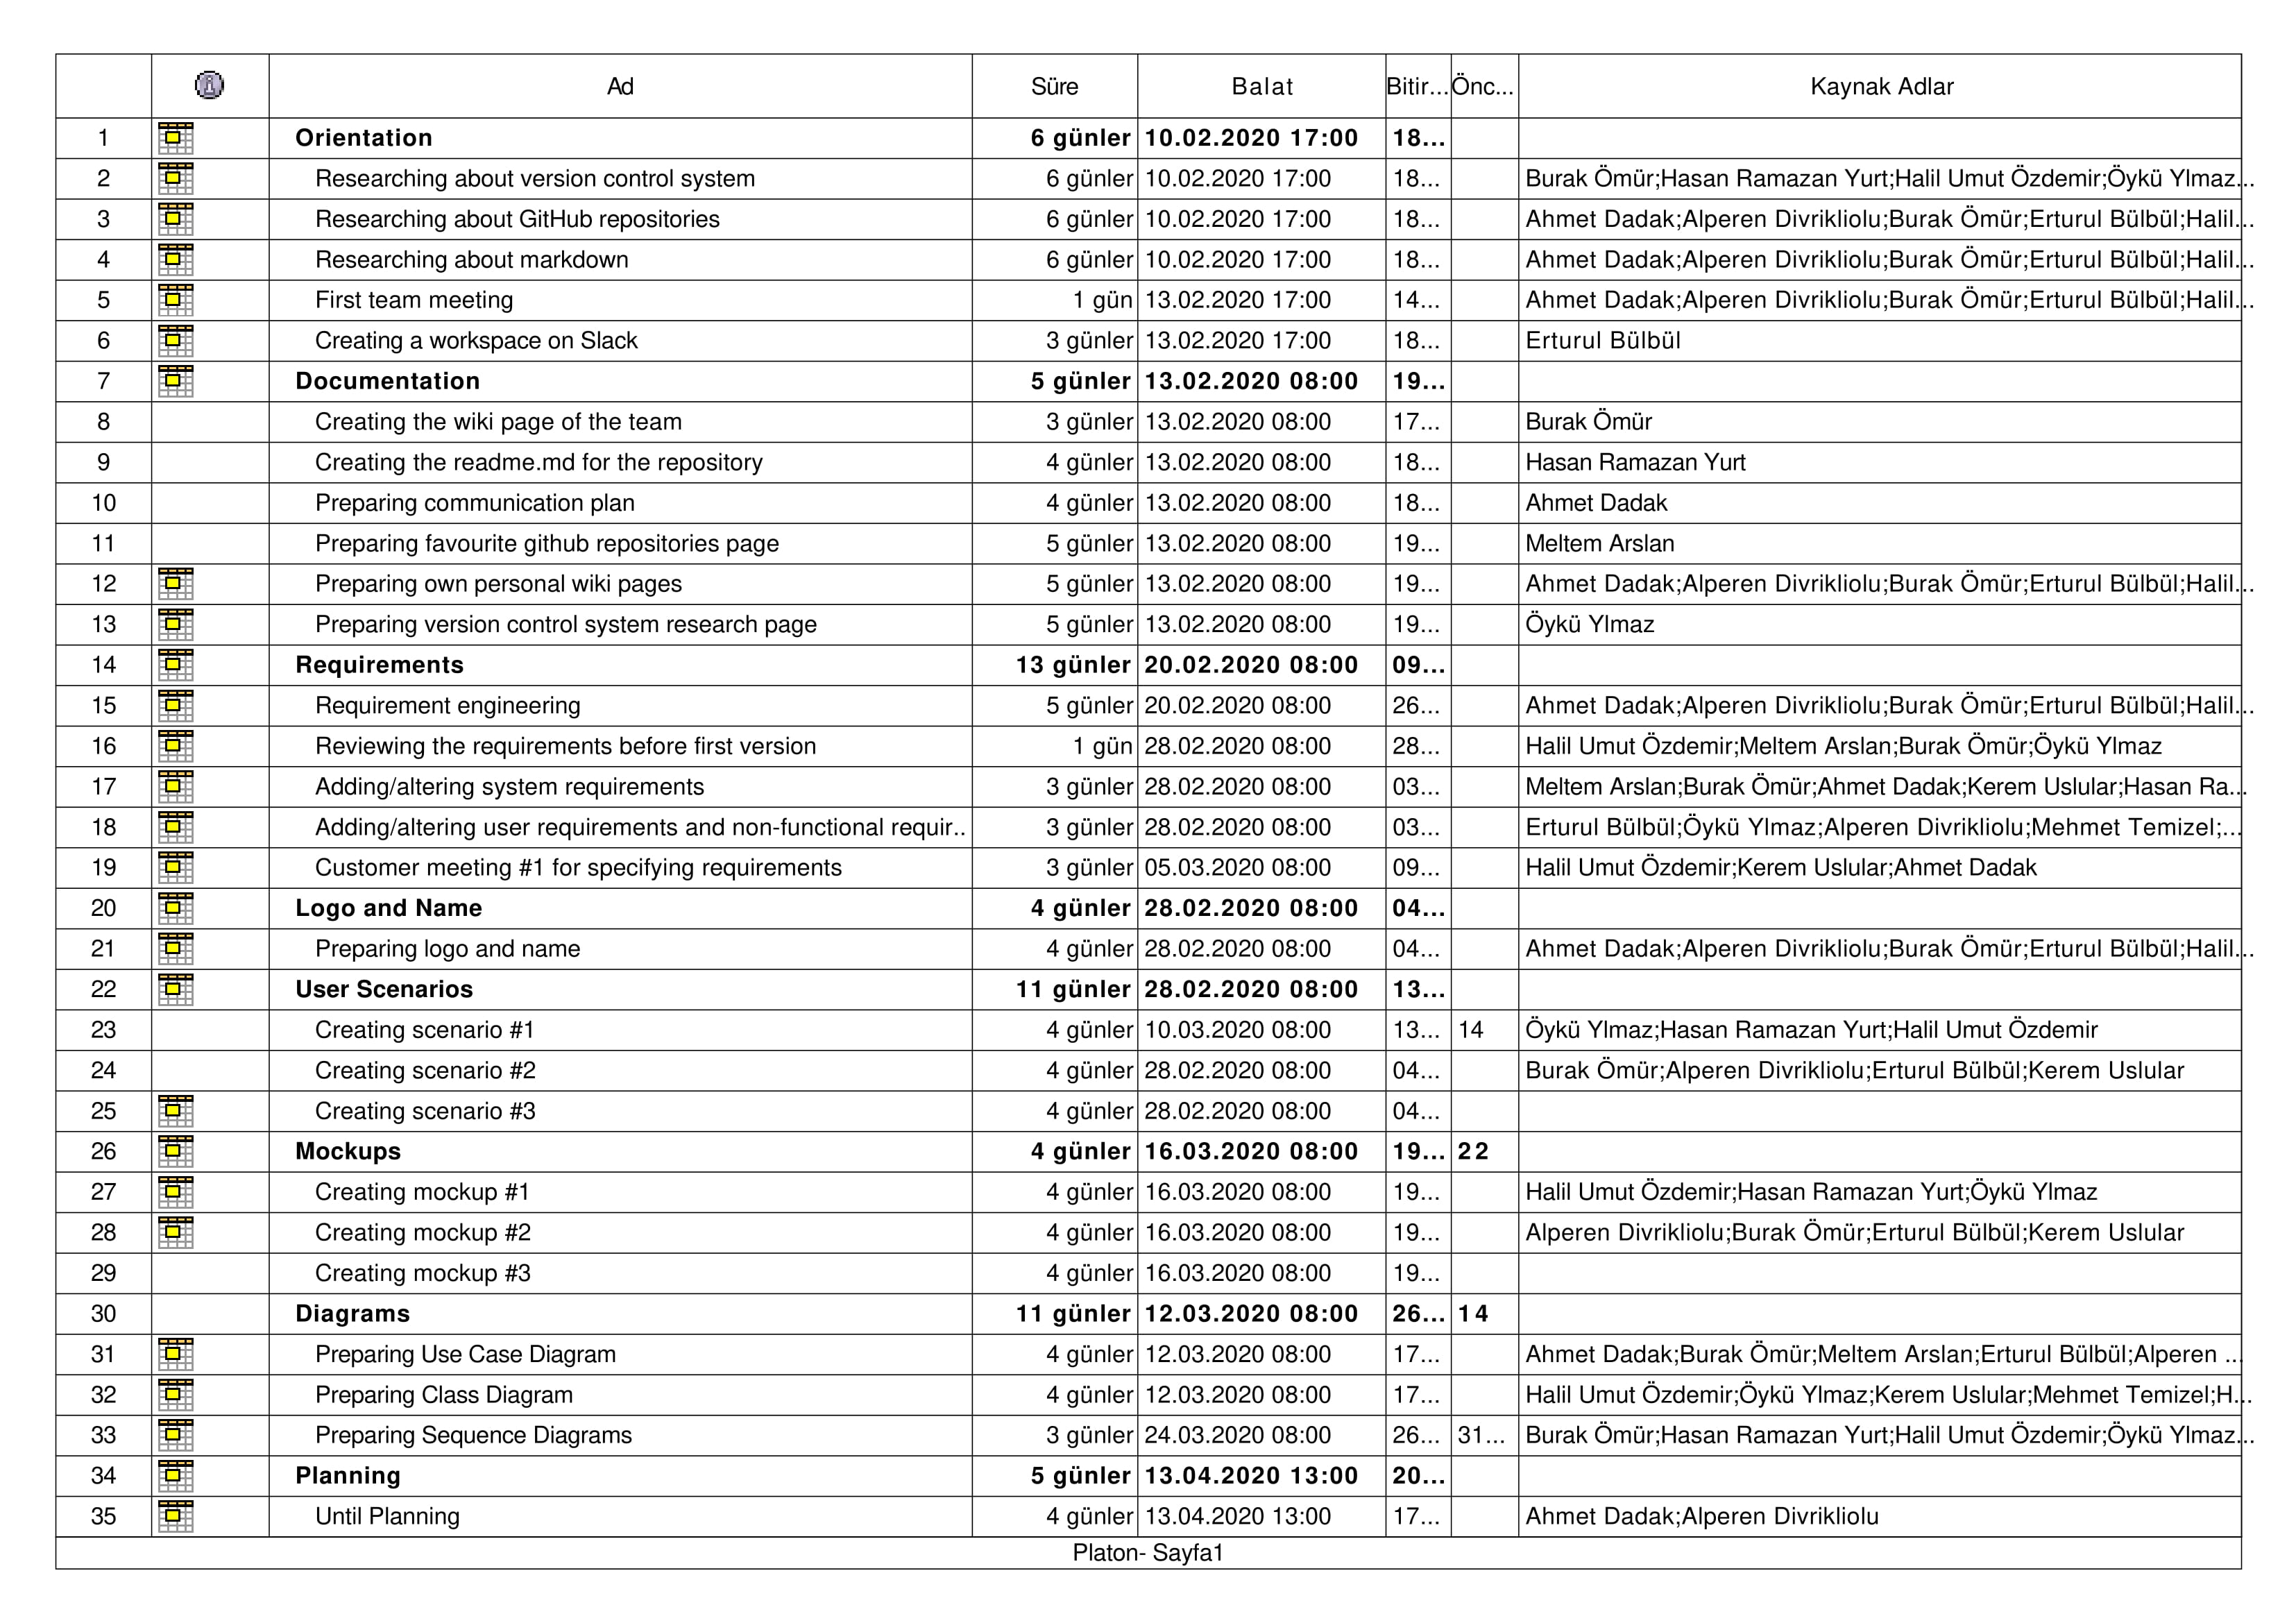 Ad Süre Balat Bitir... Önc... Kaynak Adlar
1 Orientation 6 günler 10.02.2020 17:00 18...
2 Researching about version control system 6 günler 10.02.2020 17:00 18... Burak Ömür;Hasan Ramazan Yurt;Halil Umut Özdemir;Öykü Ylmaz...
3 Researching about GitHub repositories 6 günler 10.02.2020 17:00 18... Ahmet Dadak;Alperen Divrikliolu;Burak Ömür;Erturul Bülbül;Halil...
4 Researching about markdown 6 günler 10.02.2020 17:00 18... Ahmet Dadak;Alperen Divrikliolu;Burak Ömür;Erturul Bülbül;Halil...
5 First team meeting 1 gün 13.02.2020 17:00 14... Ahmet Dadak;Alperen Divrikliolu;Burak Ömür;Erturul Bülbül;Halil...
6 Creating a workspace on Slack 3 günler 13.02.2020 17:00 18... Erturul Bülbül
7 Documentation 5 günler 13.02.2020 08:00 19...
8 Creating the wiki page of the team 3 günler 13.02.2020 08:00 17... Burak Ömür
9 Creating the readme.md for the repository 4 günler 13.02.2020 08:00 18... Hasan Ramazan Yurt
10 Preparing communication plan 4 günler 13.02.2020 08:00 18... Ahmet Dadak
11 Preparing favourite github repositories page 5 günler 13.02.2020 08:00 19... Meltem Arslan
12 Preparing own personal wiki pages 5 günler 13.02.2020 08:00 19... Ahmet Dadak;Alperen Divrikliolu;Burak Ömür;Erturul Bülbül;Halil...
13 Preparing version control system research page 5 günler 13.02.2020 08:00 19... Öykü Ylmaz
14 Requirements 13 günler 20.02.2020 08:00 09...
15 Requirement engineering 5 günler 20.02.2020 08:00 26... Ahmet Dadak;Alperen Divrikliolu;Burak Ömür;Erturul Bülbül;Halil...
16 Reviewing the requirements before first version 1 gün 28.02.2020 08:00 28... Halil Umut Özdemir;Meltem Arslan;Burak Ömür;Öykü Ylmaz
17 Adding/altering system requirements 3 günler 28.02.2020 08:00 03... Meltem Arslan;Burak Ömür;Ahmet Dadak;Kerem Uslular;Hasan Ra...
18 Adding/altering user requirements and non-functional requir.. 3 günler 28.02.2020 08:00 03... Erturul Bülbül;Öykü Ylmaz;Alperen Divrikliolu;Mehmet Temizel;...
19 Customer meeting #1 for specifying requirements 3 günler 05.03.2020 08:00 09... Halil Umut Özdemir;Kerem Uslular;Ahmet Dadak
20 Logo and Name 4 günler 28.02.2020 08:00 04...
21 Preparing logo and name 4 günler 28.02.2020 08:00 04... Ahmet Dadak;Alperen Divrikliolu;Burak Ömür;Erturul Bülbül;Halil...
22 User Scenarios 11 günler 28.02.2020 08:00 13...
23 Creating scenario #1 4 günler 10.03.2020 08:00 13... 14 Öykü Ylmaz;Hasan Ramazan Yurt;Halil Umut Özdemir
24 Creating scenario #2 4 günler 28.02.2020 08:00 04... Burak Ömür;Alperen Divrikliolu;Erturul Bülbül;Kerem Uslular
25 Creating scenario #3 4 günler 28.02.2020 08:00 04...
26 Mockups 4 günler 16.03.2020 08:00 19... 22
27 Creating mockup #1 4 günler 16.03.2020 08:00 19... Halil Umut Özdemir;Hasan Ramazan Yurt;Öykü Ylmaz
28 Creating mockup #2 4 günler 16.03.2020 08:00 19... Alperen Divrikliolu;Burak Ömür;Erturul Bülbül;Kerem Uslular
29 Creating mockup #3 4 günler 16.03.2020 08:00 19...
30 Diagrams 11 günler 12.03.2020 08:00 26... 14
31 Preparing Use Case Diagram 4 günler 12.03.2020 08:00 17... Ahmet Dadak;Burak Ömür;Meltem Arslan;Erturul Bülbül;Alperen ...
32 Preparing Class Diagram 4 günler 12.03.2020 08:00 17... Halil Umut Özdemir;Öykü Ylmaz;Kerem Uslular;Mehmet Temizel;H...
33 Preparing Sequence Diagrams 3 günler 24.03.2020 08:00 26... 31... Burak Ömür;Hasan Ramazan Yurt;Halil Umut Özdemir;Öykü Ylmaz...
34 Planning 5 günler 13.04.2020 13:00 20...
35 Until Planning 4 günler 13.04.2020 13:00 17... Ahmet Dadak;Alperen Divrikliolu
Platon- Sayfa1